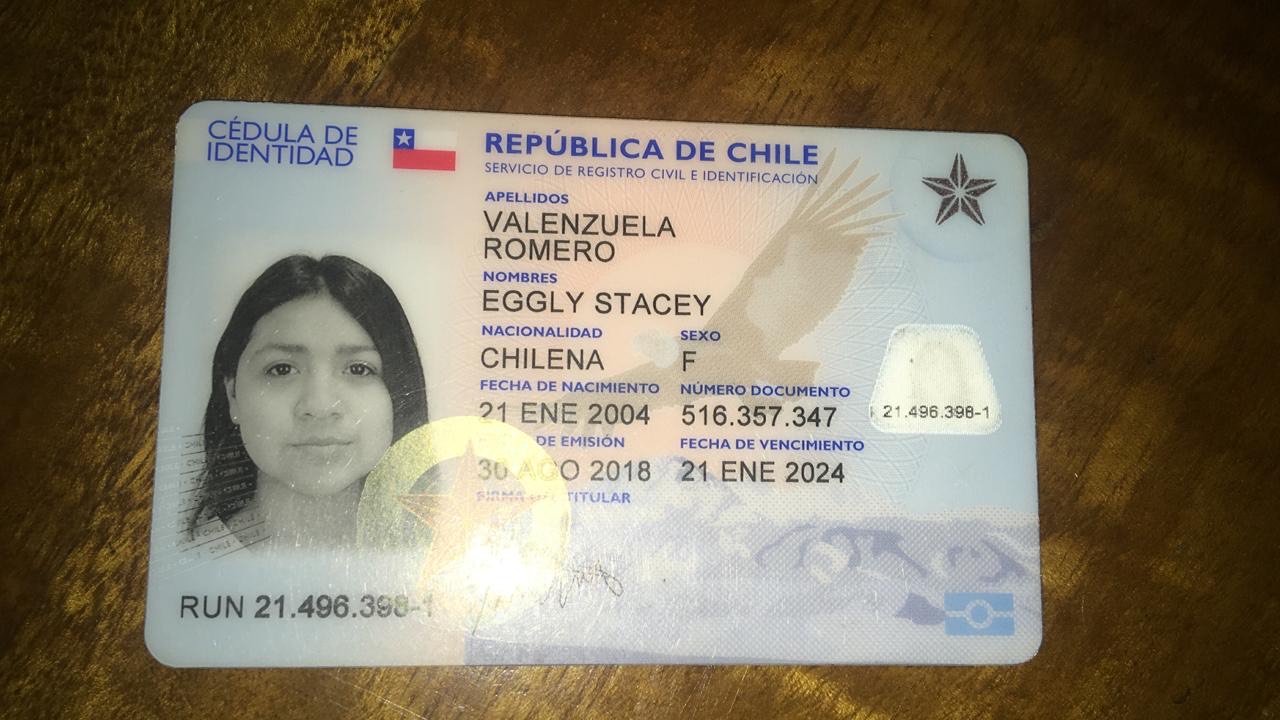 CÉDULA DE
IDENTIDAD
REPÚBLICA DE CHILE
SERVICIO DE REGISTRO CIVIL E IDENTIFICACIÓN
APELLIDOS
VALENZUELA
ROMERO
NOMBRES
EGGLY STACEY
NACIONALIDAD SEXO
CHILENA F
FECHA DE NACIMIENTO NÚMERO DOCUMENTO
21 ENE 2004 516.357.347
21.496.398-1
DE EMISIÓN FECHA DE VENCIMIENTO
30 AGO 2018 21 ENE 2024
FIRMA DEL TITULAR
RUN 21.496.398-1